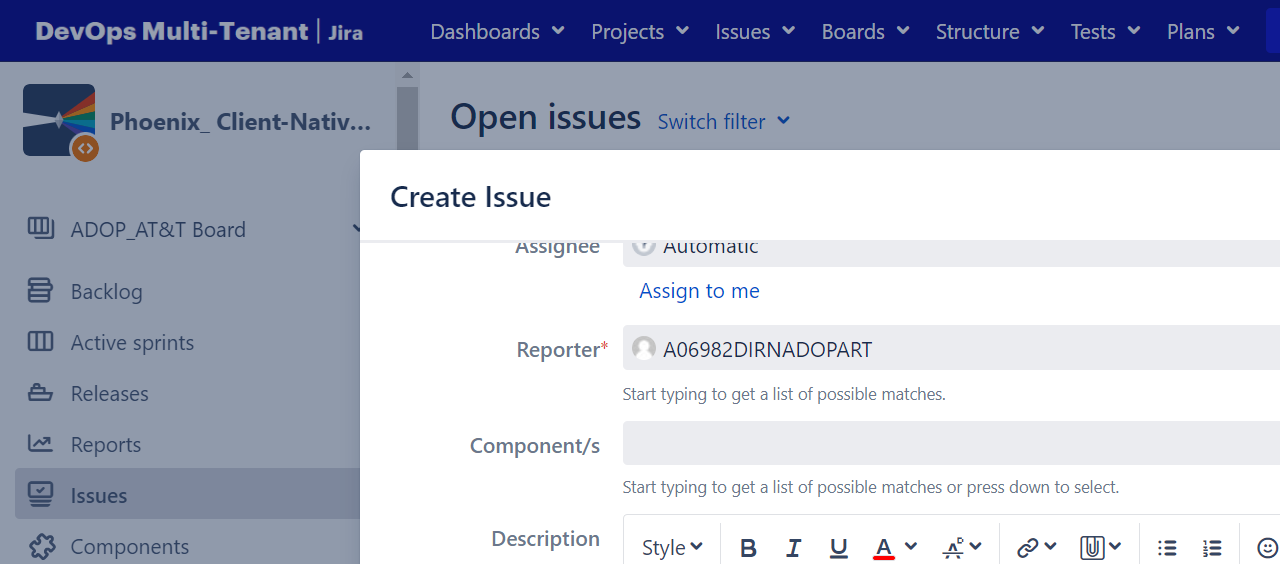 DevOps Multi-Tenant | Jira Dashboards Projects Issues Boards Structure Tests Plans
Phoenix_ Client-Nativ...
Open issues Switch filter
Create Issue
ADOP_AT&T Board
Backlog
Active sprints
Releases
Reports
Issues
Components
Assignee Automatic
Assign to me
Reporter* A06982DIRNADOPART
Start typing to get a list of possible matches.
Component/s
Start typing to get a list of possible matches or press down to select.
Description
Style B I U A